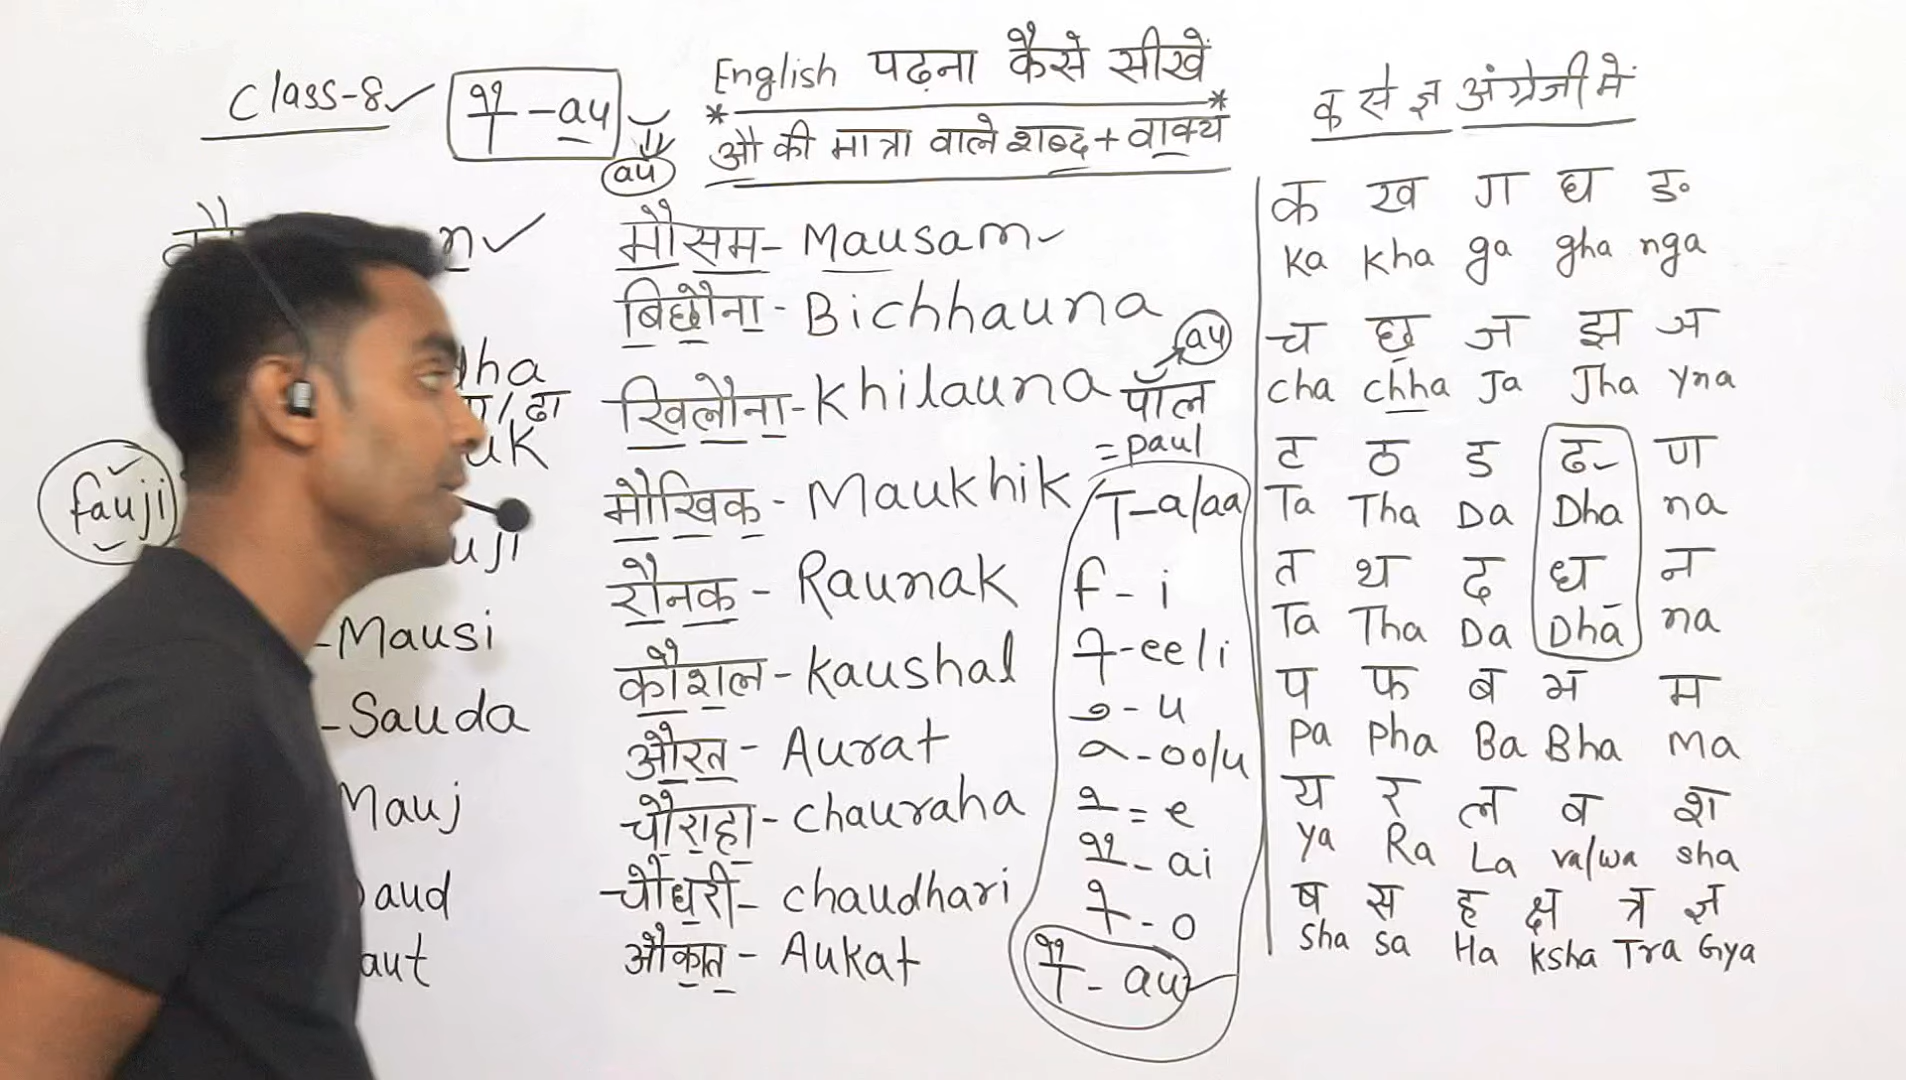 Class-8 ौ - au
au
English पढ़ना कैसे सीखें
औ की मात्रा वाले शब्द + वाक्य
fauji
Mausi
Sauda
Mauj
aud
aut
मौसम - Mausam
बिछौना - Bichhauna
खिलौना - Khilauna
मौखिक - Maukhik
रौनक - Raunak
कौशल - Kaushal
औरत - Aurat
चौराहा - Chauraha
चौधरी - Chaudhari
औकात - Aukat
au
पॉल
= paul
ा - a/aa
ि - i
ी - ee/i
ु - u
ू - oo/u
े = e
ै - ai
ो - o
ौ - au
क से ज्ञ अंग्रेजी में
क ख ग घ ङ
Ka Kha ga gha nga
च छ ज झ ञ
Cha Chha Ja Jha Yna
ट ठ ड ढ ण
Ta Tha Da Dha na
त थ द ध न
Ta Tha Da Dha na
प फ ब भ म
Pa Pha Ba Bha Ma
य र ल व श
Ya Ra La va/wa sha
ष स ह क्ष त्र ज्ञ
Sha Sa Ha Ksha Tra Gya